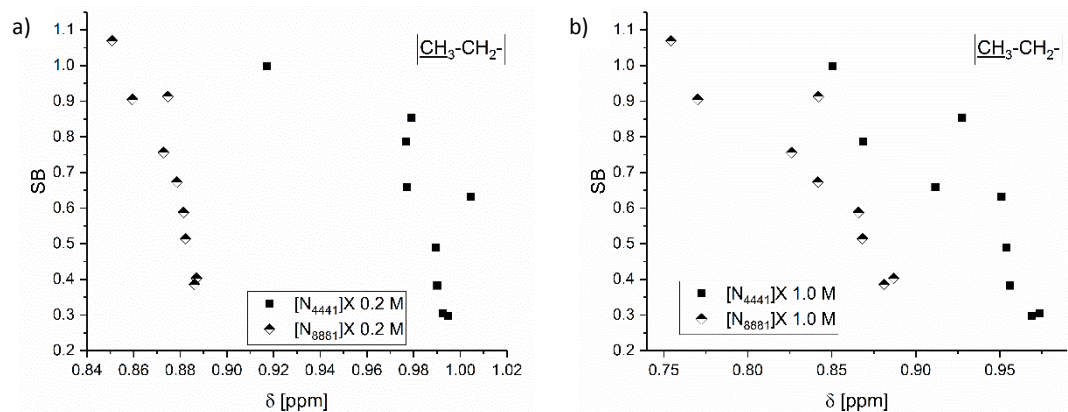 a)
1.1
1.0
0.9
0.8
0.7
0.6
0.5
0.4
0.3
0.2
SB
CH₃-CH₂-
[N₄₄₄₁]X 0.2 M
[N₈₈₈₁]X 0.2 M
0.84 0.86 0.88 0.90 0.92 0.94 0.96 0.98 1.00 1.02
δ [ppm]
b)
1.1
1.0
0.9
0.8
0.7
0.6
0.5
0.4
0.3
0.2
SB
CH₃-CH₂-
[N₄₄₄₁]X 1.0 M
[N₈₈₈₁]X 1.0 M
0.75 0.80 0.85 0.90 0.95
δ [ppm]